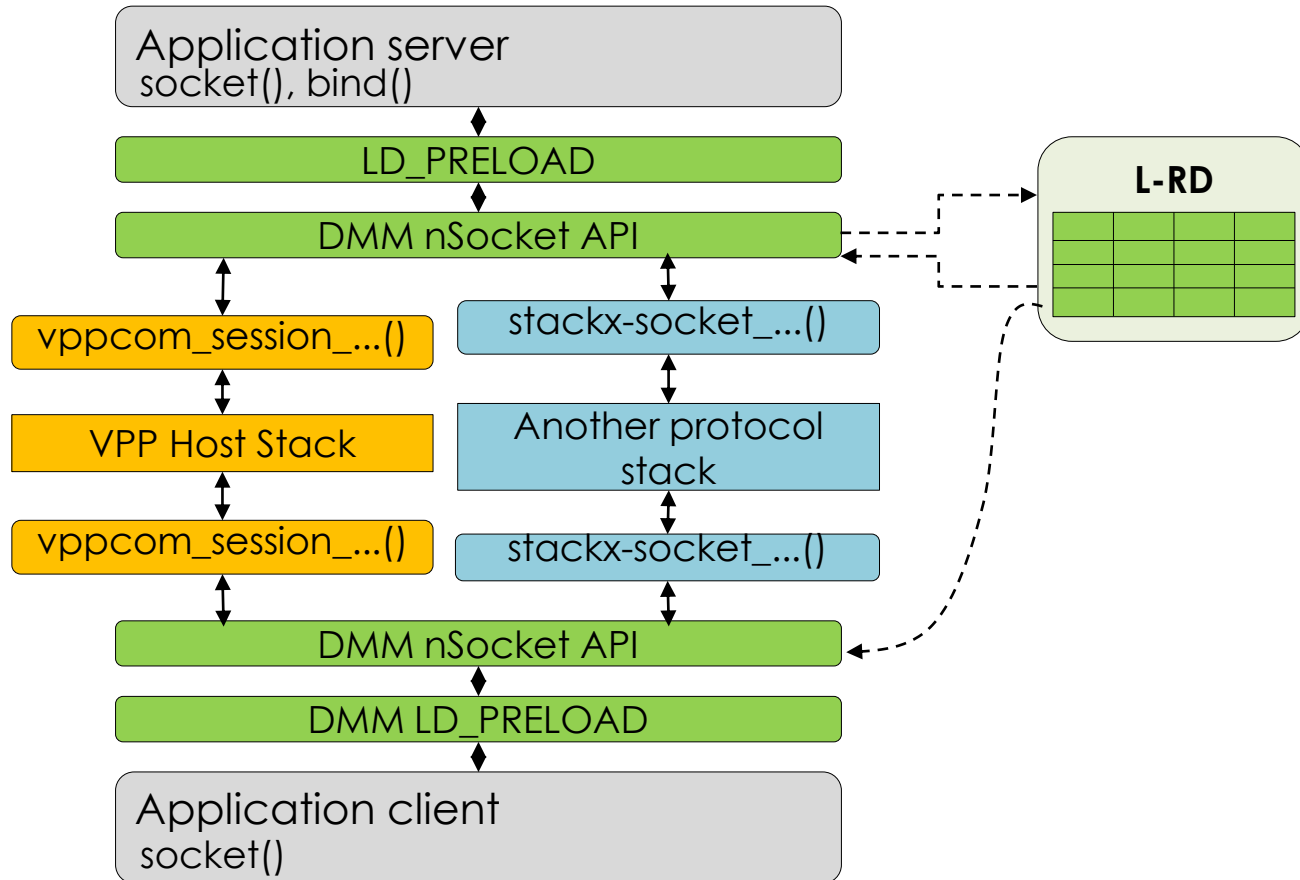 Application server
socket(), bind()
LD_PRELOAD
L-RD
DMM nSocket API
vppcom_session_...()
stackx-socket_...()
VPP Host Stack
Another protocol
stack
vppcom_session_...()
stackx-socket_...()
DMM nSocket API
DMM LD_PRELOAD
Application client
socket()